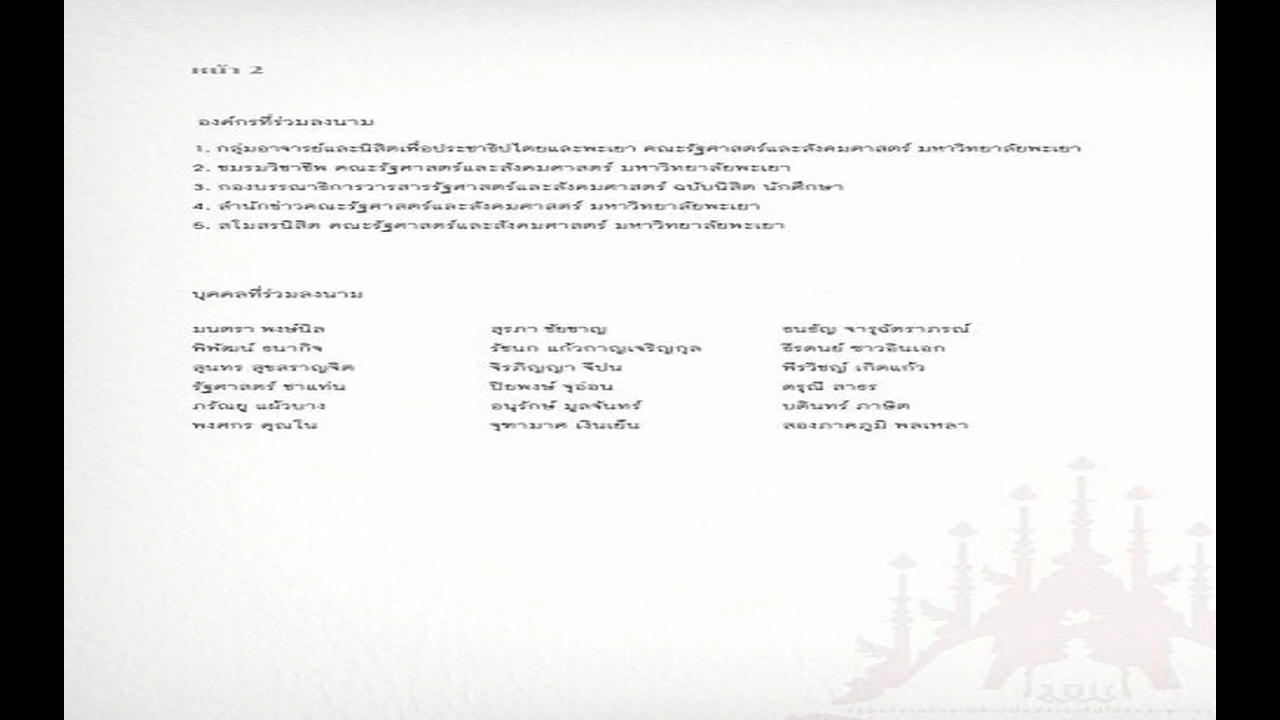 หน้า 2
องค์กรที่ร่วมลงนาม
1. กลุ่มอาจารย์และนิสิตเพื่อประชาธิปไตยและพะเยา คณะรัฐศาสตร์และสังคมศาสตร์ มหาวิทยาลัยพะเยา
2. ชมรมวิชาชีพ คณะรัฐศาสตร์และสังคมศาสตร์ มหาวิทยาลัยพะเยา
3. กองบรรณาธิการวารสารรัฐศาสตร์และสังคมศาสตร์ ฉบับนิสิต นักศึกษา
4. สำนักข่าวคณะรัฐศาสตร์และสังคมศาสตร์ มหาวิทยาลัยพะเยา
5. สโมสรนิสิต คณะรัฐศาสตร์และสังคมศาสตร์ มหาวิทยาลัยพะเยา
บุคคลที่ร่วมลงนาม
มนตรา พงษ์นิล สุรภา ชัยชาญ ธนธัญ จารุฉัตราภรณ์
พิพัฒน์ ธนากิจ รัชนก แก้วกาญเจริญกุล ธีรดนย์ ชาวอินเอก
สุนทร สุขสราญจิต จิรภิญญา จีปน พีรวิชญ์ เกิดแก้ว
รัฐศาสตร์ ชาแท่น ปิยพงษ์ จุอ่อน ดรุณี สาธร
ภรัณยู แผ้วบาง อนุรักษ์ มูลจันทร์ บดินทร์ ภาษิต
พงศกร คุณโน จุฑามาศ เงินเย็น สองภาคภูมิ พลเหลา